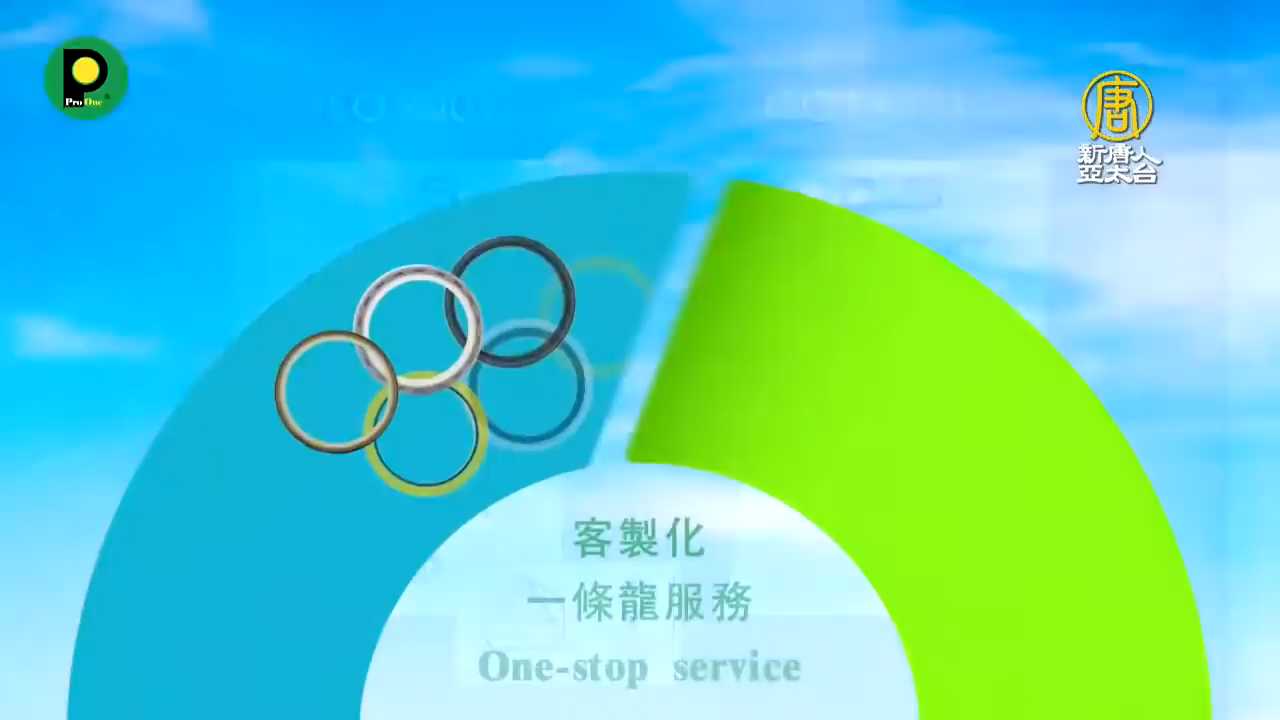 Pro One®
唐
新唐人
亞太台
客製化
一條龍服務
One-stop service